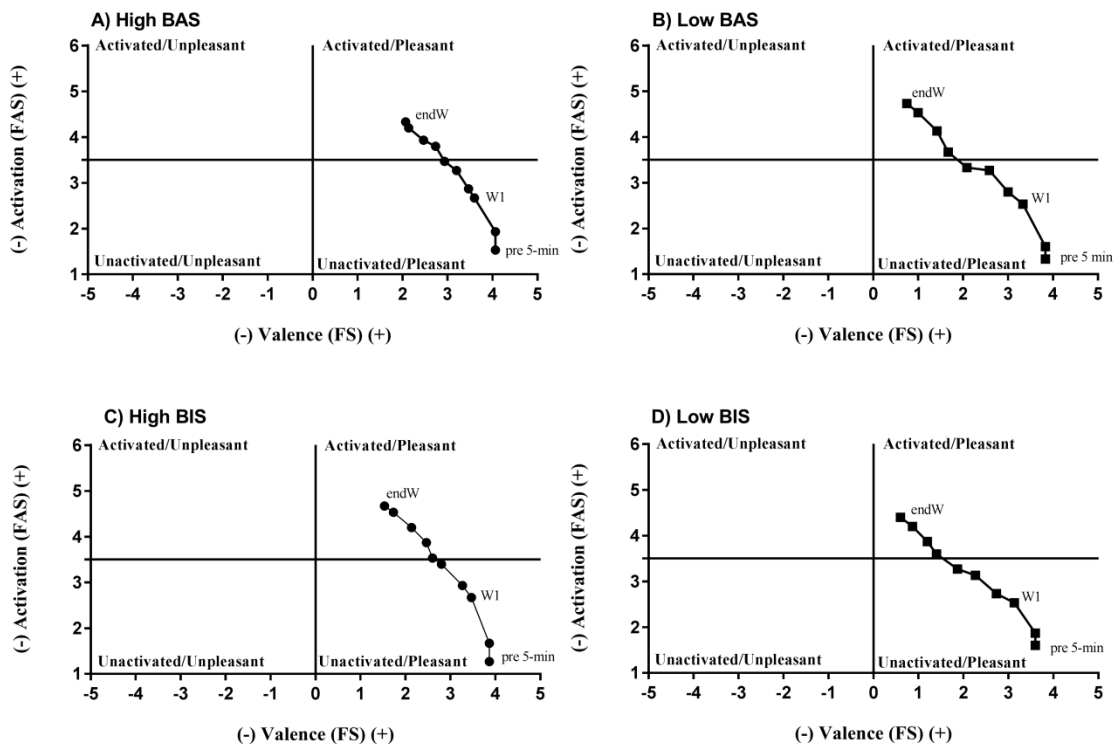 A) High BAS
Activated/Unpleasant
Activated/Pleasant
(-) Activation (FAS) (+)
6
5
4
3
2
1
endW
W1
pre 5-min
Unactivated/Unpleasant
Unactivated/Pleasant
-5 -4 -3 -2 -1 0 1 2 3 4 5
(-) Valence (FS) (+)
B) Low BAS
Activated/Unpleasant
Activated/Pleasant
(-) Activation (FAS) (+)
6
5
4
3
2
1
endW
W1
pre 5 min
Unactivated/Unpleasant
Unactivated/Pleasant
-5 -4 -3 -2 -1 0 1 2 3 4 5
(-) Valence (FS) (+)
C) High BIS
Activated/Unpleasant
Activated/Pleasant
(-) Activation (FAS) (+)
6
5
4
3
2
1
endW
W1
pre 5-min
Unactivated/Unpleasant
Unactivated/Pleasant
-5 -4 -3 -2 -1 0 1 2 3 4 5
(-) Valence (FS) (+)
D) Low BIS
Activated/Unpleasant
Activated/Pleasant
(-) Activation (FAS) (+)
6
5
4
3
2
1
endW
W1
pre 5-min
Unactivated/Unpleasant
Unactivated/Pleasant
-5 -4 -3 -2 -1 0 1 2 3 4 5
(-) Valence (FS) (+)